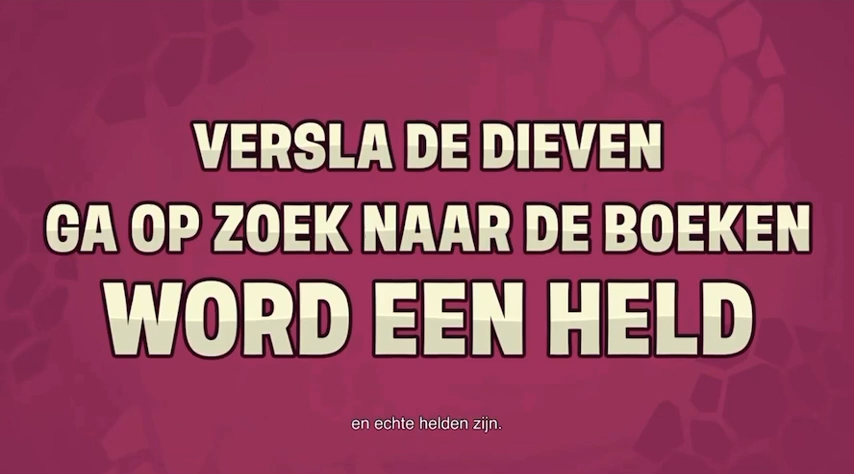 VERSLA DE DIEVEN
GA OP ZOEK NAAR DE BOEKEN
WORD EEN HELD
en echte helden zijn.